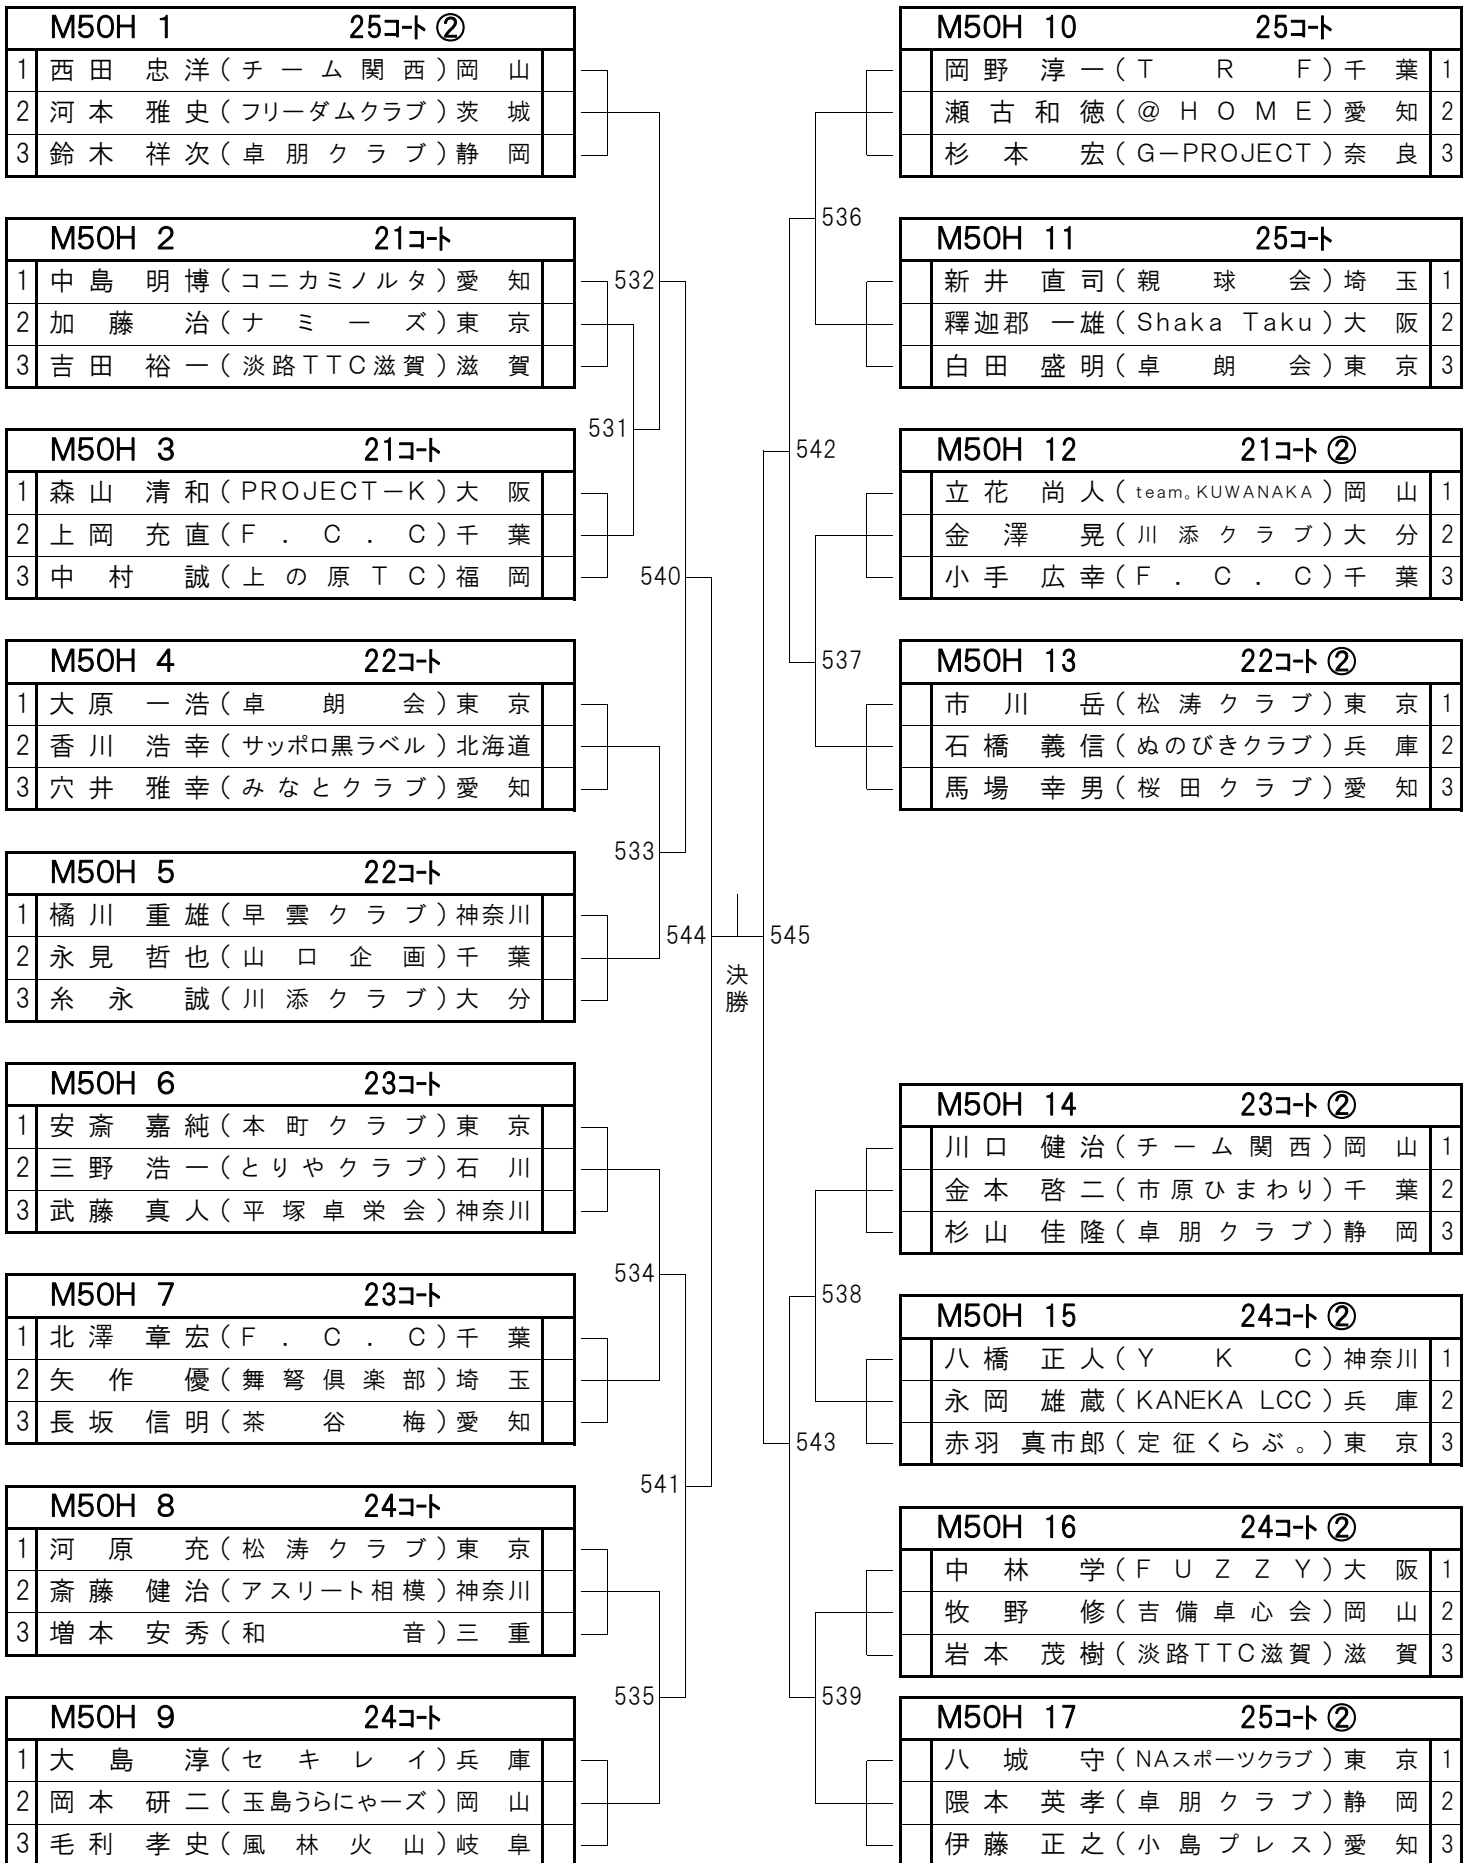 M50H 1 25コート ②
1 西田 忠洋 (チーム関西) 岡山
2 河本 雅史 (フリーダムクラブ) 茨城
3 鈴木 祥次 (卓朋クラブ) 静岡
M50H 2 21コート
1 中島 明博 (コニカミノルタ) 愛知
2 加藤 治 (ナミーズ) 東京
3 吉田 裕一 (淡路TTC滋賀) 滋賀
M50H 3 21コート
1 森山 清和 (PROJECT－K) 大阪
2 上岡 充直 (F.C.C) 千葉
3 中村 誠 (上の原TC) 福岡
M50H 4 22コート
1 大原 一浩 (卓朗会) 東京
2 香川 浩幸 (サッポロ黒ラベル) 北海道
3 穴井 雅幸 (みなとクラブ) 愛知
M50H 5 22コート
1 橘川 重雄 (早雲クラブ) 神奈川
2 永見 哲也 (山口企画) 千葉
3 糸永 誠 (川添クラブ) 大分
M50H 6 23コート
1 安斎 嘉純 (本町クラブ) 東京
2 三野 浩一 (とりやクラブ) 石川
3 武藤 真人 (平塚卓栄会) 神奈川
M50H 7 23コート
1 北澤 章宏 (F.C.C) 千葉
2 矢作 優 (舞弩倶楽部) 埼玉
3 長坂 信明 (茶谷梅) 愛知
M50H 8 24コート
1 河原 充 (松涛クラブ) 東京
2 斎藤 健治 (アスリート相模) 神奈川
3 増本 安秀 (和音) 三重
M50H 9 24コート
1 大島 淳 (セキレイ) 兵庫
2 岡本 研二 (玉島うらにゃーズ) 岡山
3 毛利 孝史 (風林火山) 岐阜
532
531
540
533
544
534
541
535
545
決勝
536
542
537
538
543
539
M50H 10 25コート
岡野 淳一 (TRF) 千葉 1
瀬古和徳 (@HOME) 愛知 2
杉本 宏 (G－PROJECT) 奈良 3
M50H 11 25コート
新井 直司 (親球会) 埼玉 1
釋迦郡 一雄 (Shaka Taku) 大阪 2
白田 盛明 (卓朗会) 東京 3
M50H 12 21コート ②
立花 尚人 (team。KUWANAKA) 岡山 1
金澤 晃 (川添クラブ) 大分 2
小手 広幸 (F.C.C) 千葉 3
M50H 13 22コート ②
市川 岳 (松涛クラブ) 東京 1
石橋 義信 (ぬのびきクラブ) 兵庫 2
馬場 幸男 (桜田クラブ) 愛知 3
M50H 14 23コート ②
川口 健治 (チーム関西) 岡山 1
金本 啓二 (市原ひまわり) 千葉 2
杉山 佳隆 (卓朋クラブ) 静岡 3
M50H 15 24コート ②
八橋 正人 (YKC) 神奈川 1
永岡 雄蔵 (KANEKA LCC) 兵庫 2
赤羽 真市郎 (定征くらぶ。) 東京 3
M50H 16 24コート ②
中林 学 (FUZZY) 大阪 1
牧野 修 (吉備卓心会) 岡山 2
岩本 茂樹 (淡路TTC滋賀) 滋賀 3
M50H 17 25コート ②
八城 守 (NAスポーツクラブ) 東京 1
隈本 英孝 (卓朋クラブ) 静岡 2
伊藤 正之 (小島プレス) 愛知 3